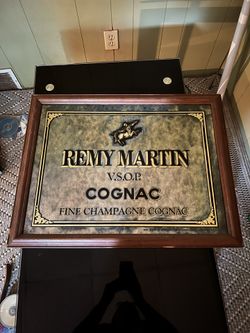 REMY MARTIN
V.S.O.P.
COGNAC
FINE CHAMPAGNE COGNAC